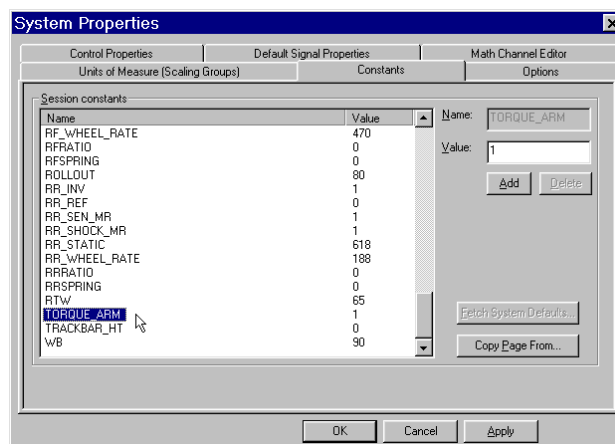 System Properties
Control Properties
Default Signal Properties
Math Channel Editor
Units of Measure (Scaling Groups)
Constants
Options
Session constants
Name Value
RF_WHEEL_RATE 470
RFRATIO 0
RFSPRING 0
ROLLOUT 80
RR_INV 1
RR_REF 0
RR_SEN_MR 1
RR_SHOCK_MR 1
RR_STATIC 618
RR_WHEEL_RATE 188
RRRATIO 0
RRSPRING 0
RTW 65
TORQUE_ARM 1
TRACKBAR_HT 0
WB 90
Name: TORQUE_ARM
Value: 1
Add Delete
Fetch System Defaults...
Copy Page From...
OK Cancel Apply